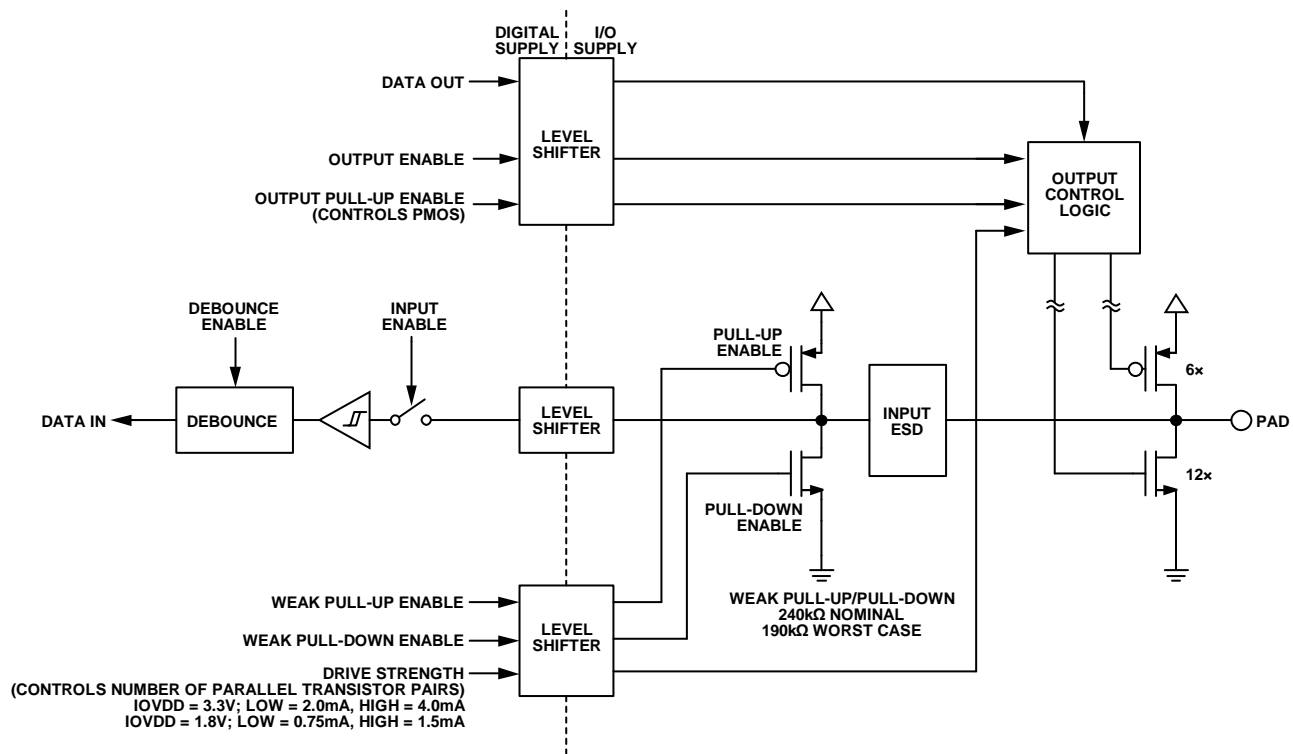 DIGITAL
SUPPLY
I/O
SUPPLY
DATA OUT
LEVEL
SHIFTER
OUTPUT ENABLE
OUTPUT PULL-UP ENABLE
(CONTROLS PMOS)
OUTPUT
CONTROL
LOGIC
DEBOUNCE
ENABLE
INPUT
ENABLE
PULL-UP
ENABLE
6×
DATA IN
DEBOUNCE
LEVEL
SHIFTER
INPUT
ESD
PAD
12×
PULL-DOWN
ENABLE
WEAK PULL-UP/PULL-DOWN
240kΩ NOMINAL
190kΩ WORST CASE
WEAK PULL-UP ENABLE
LEVEL
SHIFTER
WEAK PULL-DOWN ENABLE
DRIVE STRENGTH
(CONTROLS NUMBER OF PARALLEL TRANSISTOR PAIRS)
IOVDD = 3.3V; LOW = 2.0mA, HIGH = 4.0mA
IOVDD = 1.8V; LOW = 0.75mA, HIGH = 1.5mA